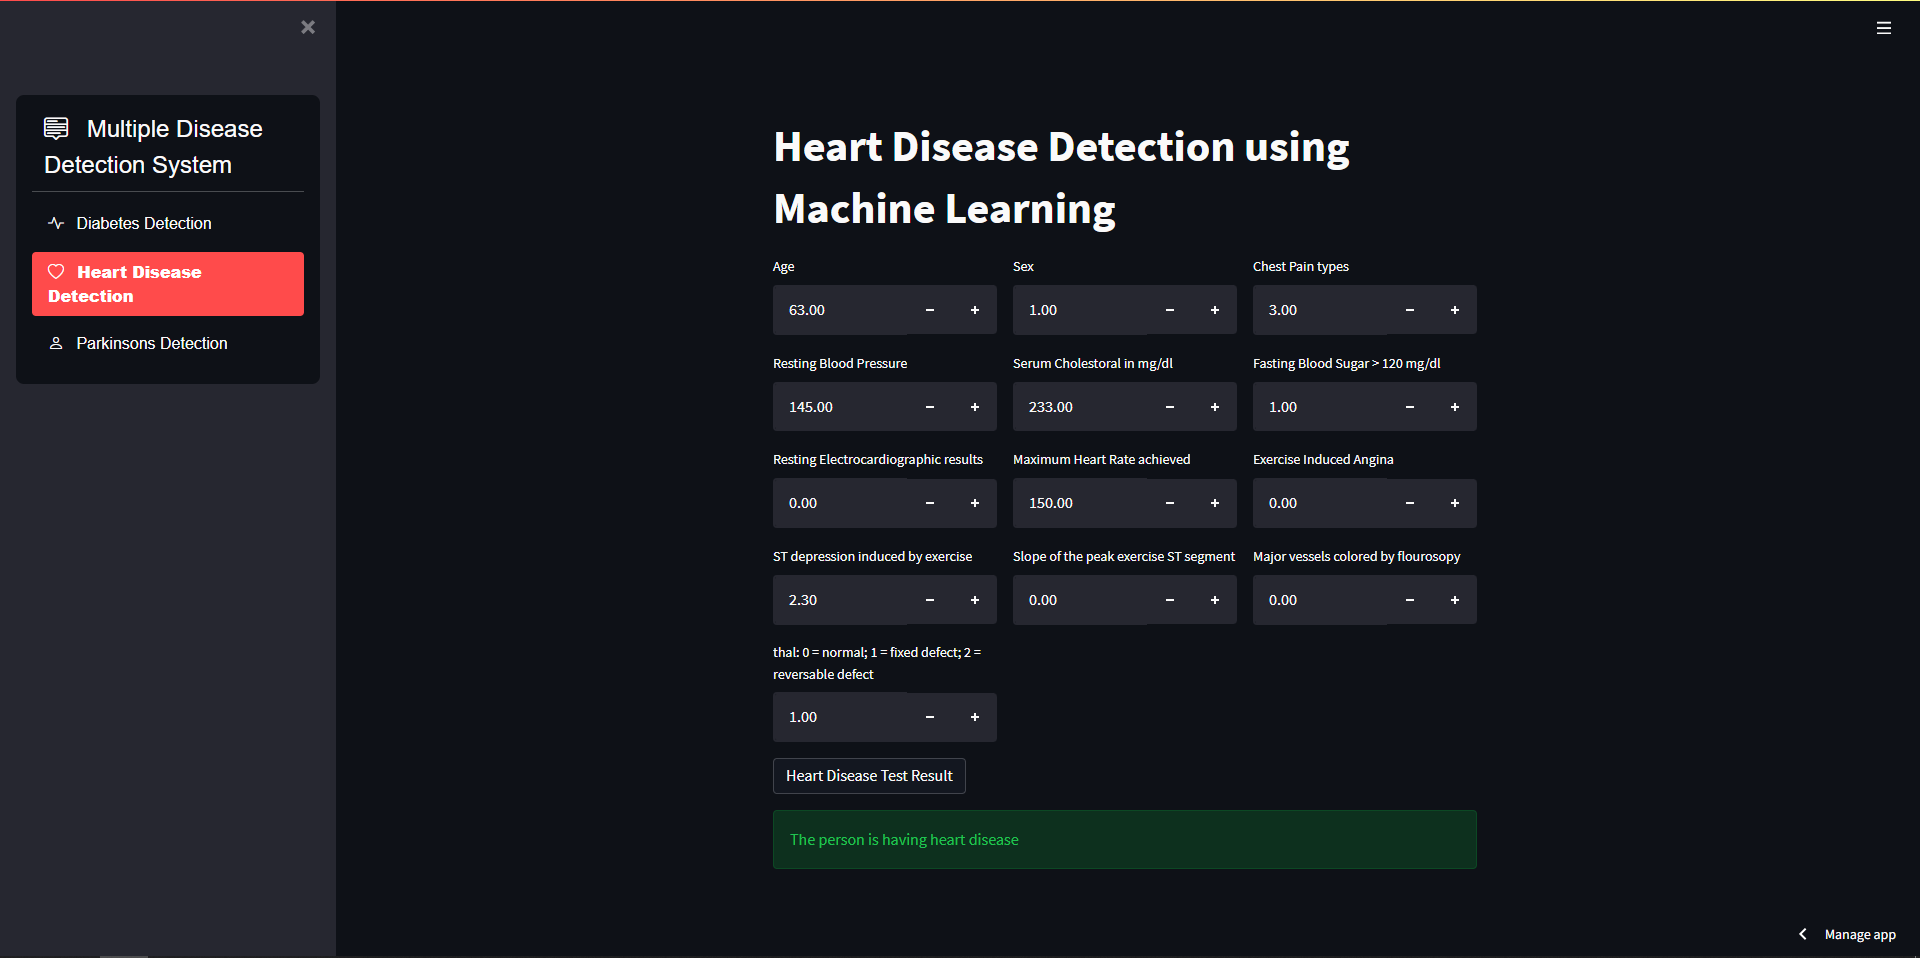 Multiple Disease
Detection System
Diabetes Detection
Heart Disease
Detection
Parkinsons Detection
Heart Disease Detection using
Machine Learning
Age
63.00
Sex
1.00
Chest Pain types
3.00
Resting Blood Pressure
145.00
Serum Cholestoral in mg/dl
233.00
Fasting Blood Sugar > 120 mg/dl
1.00
Resting Electrocardiographic results
0.00
Maximum Heart Rate achieved
150.00
Exercise Induced Angina
0.00
ST depression induced by exercise
2.30
Slope of the peak exercise ST segment
0.00
Major vessels colored by flourosopy
0.00
thal: 0 = normal; 1 = fixed defect; 2 =
reversable defect
1.00
Heart Disease Test Result
The person is having heart disease
Manage app